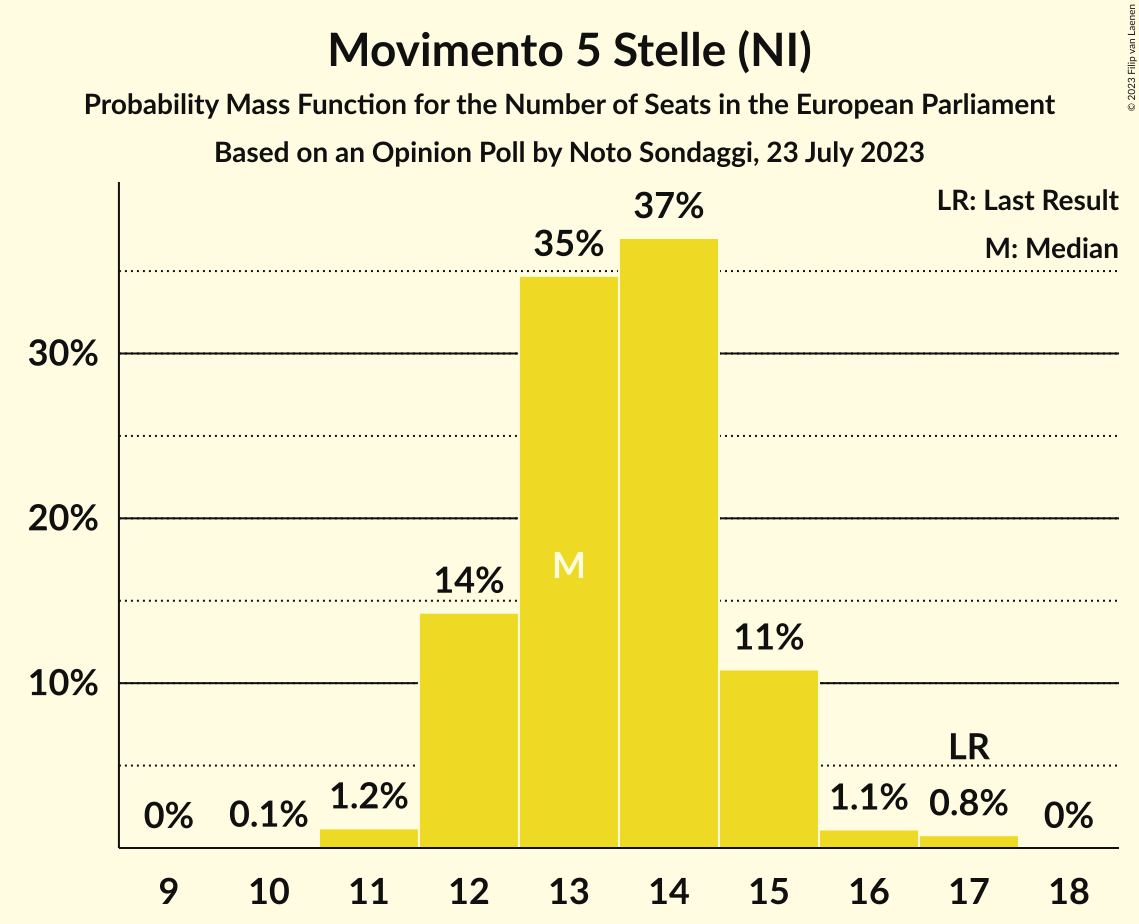 Movimento 5 Stelle (NI)
Probability Mass Function for the Number of Seats in the European Parliament
Based on an Opinion Poll by Noto Sondaggi, 23 July 2023
© 2023 Filip van Laenen
LR: Last Result
M: Median
37%
35%
30%
20%
M
14%
11%
10%
LR
1.2%
1.1%
0.8%
0%
0.1%
0%
9 10 11 12 13 14 15 16 17 18